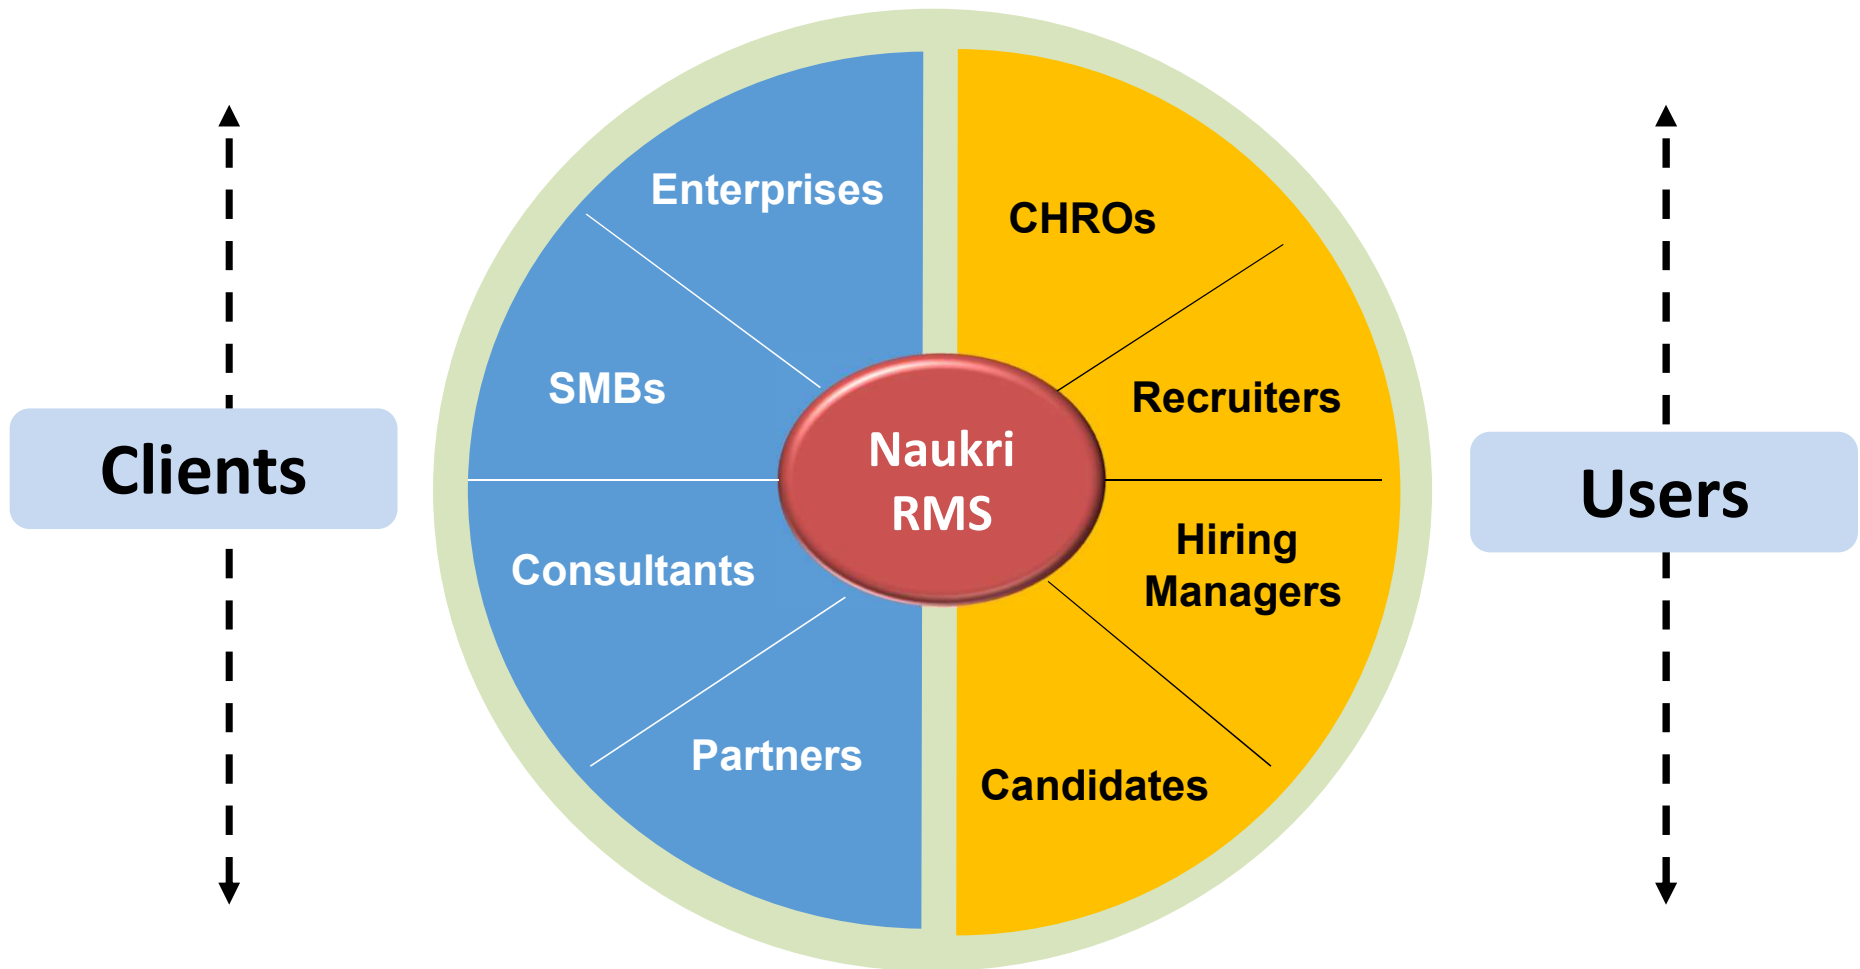 Clients
Enterprises
SMBs
Consultants
Partners
Naukri
RMS
CHROs
Recruiters
Hiring
Managers
Candidates
Users